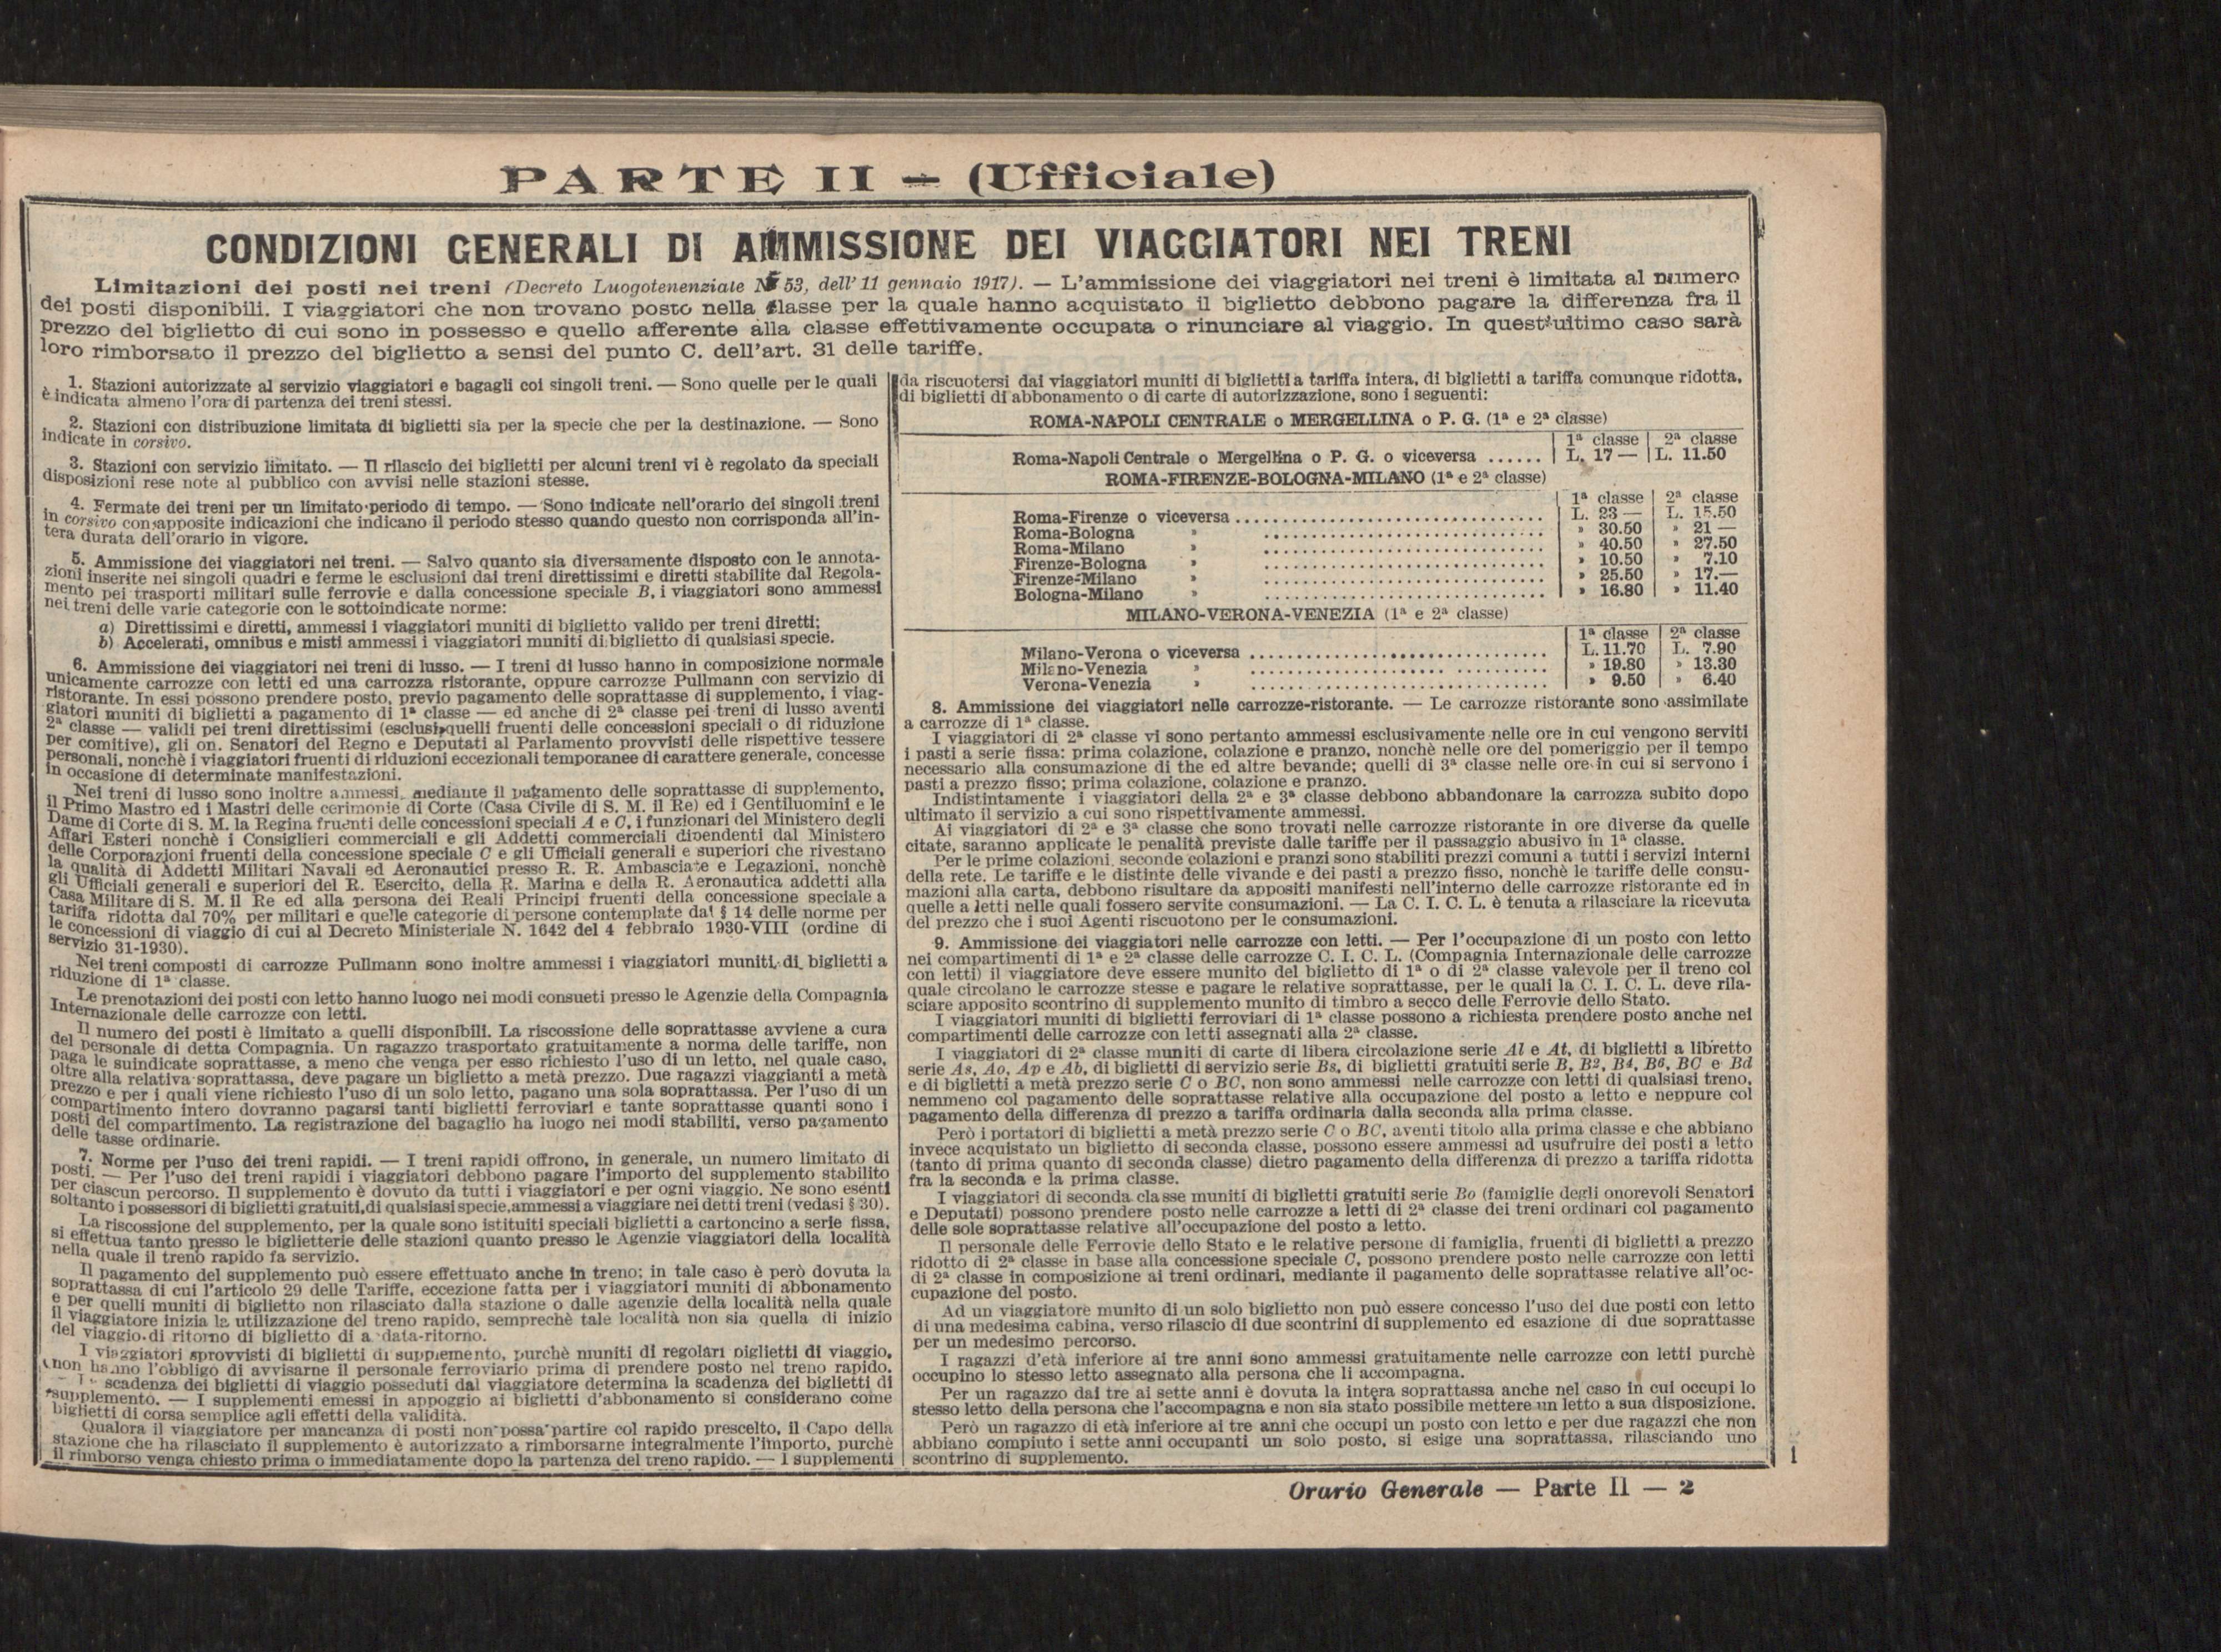 PARTE II — (Ufficiale)
CONDIZIONI GENERALI DI AMMISSIONE DEI VIAGGIATORI NEI TRENI
Limitazioni dei posti nei treni (Decreto Luogotenenziale N 53, dell' 11 gennaio 1917). — L'ammissione dei viaggiatori nei treni è limitata al numero
dei posti disponibili. I viaggiatori che non trovano posto nella classe per la quale hanno acquistato il biglietto debbono pagare la differenza fra il
prezzo del biglietto di cui sono in possesso e quello afferente alla classe effettivamente occupata o rinunciare al viaggio. In quest'ultimo caso sarà
loro rimborsato il prezzo del biglietto a sensi del punto C. dell'art. 31 delle tariffe.
1. Stazioni autorizzate al servizio viaggiatori e bagagli coi singoli treni. — Sono quelle per le quali
è indicata almeno l'ora di partenza dei treni stessi.
2. Stazioni con distribuzione limitata di biglietti sia per la specie che per la destinazione. — Sono
indicate in corsivo.
3. Stazioni con servizio limitato. — Il rilascio dei biglietti per alcuni treni vi è regolato da speciali
disposizioni rese note al pubblico con avvisi nelle stazioni stesse.
4. Fermate dei treni per un limitato periodo di tempo. — Sono indicate nell'orario dei singoli treni
in corsivo con apposite indicazioni che indicano il periodo stesso quando questo non corrisponda all'in-
tera durata dell'orario in vigore.
5. Ammissione dei viaggiatori nei treni. — Salvo quanto sia diversamente disposto con le annota-
zioni inserite nei singoli quadri e ferme le esclusioni dai treni direttissimi e diretti stabilite dal Regola-
mento pei trasporti militari sulle ferrovie e dalla concessione speciale B, i viaggiatori sono ammessi
nei treni delle varie categorie con le sottoindicate norme:
a) Direttissimi e diretti, ammessi i viaggiatori muniti di biglietto valido per treni diretti;
b) Accelerati, omnibus e misti ammessi i viaggiatori muniti di biglietto di qualsiasi specie.
6. Ammissione dei viaggiatori nei treni di lusso. — I treni di lusso hanno in composizione normale
unicamente carrozze con letti ed una carrozza ristorante, oppure carrozze Pullmann con servizio di
ristorante. In essi possono prendere posto, previo pagamento delle soprattasse di supplemento, i viag-
giatori muniti di biglietti a pagamento di 1ª classe — ed anche di 2ª classe pei treni di lusso aventi
2ª classe — validi pei treni direttissimi (esclusi quelli fruenti delle concessioni speciali o di riduzione
per comitive), gli on. Senatori del Regno e Deputati al Parlamento provvisti delle rispettive tessere
personali, nonchè i viaggiatori fruenti di riduzioni eccezionali temporanee di carattere generale, concesse
in occasione di determinate manifestazioni.
Nei treni di lusso sono inoltre ammessi, mediante il pagamento delle soprattasse di supplemento,
il Primo Mastro ed i Mastri delle cerimonie di Corte (Casa Civile di S. M. il Re) ed i Gentiluomini e le
Dame di Corte di S. M. la Regina fruenti delle concessioni speciali A e C, i funzionari del Ministero degli
Affari Esteri nonchè i Consiglieri commerciali e gli Addetti commerciali dipendenti dal Ministero
delle Corporazioni fruenti della concessione speciale C e gli Ufficiali generali e superiori che rivestano
la qualità di Addetti Militari Navali ed Aeronautici presso R. R. Ambasciate e Legazioni, nonchè
gli Ufficiali generali e superiori del R. Esercito, della R. Marina e della R. Aeronautica addetti alla
Casa Militare di S. M. il Re ed alla persona dei Reali Principi fruenti della concessione speciale a
tariffa ridotta dal 70% per militari e quelle categorie di persone contemplate dal § 14 delle norme per
le concessioni di viaggio di cui al Decreto Ministeriale N. 1642 del 4 febbraio 1930-VIII (ordine di
servizio 31-1930).
Nei treni composti di carrozze Pullmann sono inoltre ammessi i viaggiatori muniti di biglietti a
riduzione di 1ª classe.
Le prenotazioni dei posti con letto hanno luogo nei modi consueti presso le Agenzie della Compagnia
Internazionale delle carrozze con letti.
Il numero dei posti è limitato a quelli disponibili. La riscossione delle soprattasse avviene a cura
del personale di detta Compagnia. Un ragazzo trasportato gratuitamente a norma delle tariffe, non
paga le suindicate soprattasse, a meno che venga per esso richiesto l'uso di un letto, nel quale caso,
oltre alla relativa soprattassa, deve pagare un biglietto a metà prezzo. Due ragazzi viaggianti a metà
prezzo e per i quali viene richiesto l'uso di un solo letto, pagano una sola soprattassa. Per l'uso di un
compartimento intero dovranno pagarsi tanti biglietti ferroviari e tante soprattasse quanti sono i
posti del compartimento. La registrazione del bagaglio ha luogo nei modi stabiliti, verso pagamento
delle tasse ordinarie.
7. Norme per l'uso dei treni rapidi. — I treni rapidi offrono, in generale, un numero limitato di
posti. — Per l'uso dei treni rapidi i viaggiatori debbono pagare l'importo del supplemento stabilito
per ciascun percorso. Il supplemento è dovuto da tutti i viaggiatori e per ogni viaggio. Ne sono esenti
soltanto i possessori di biglietti gratuiti, di qualsiasi specie, ammessi a viaggiare nei detti treni (vedasi § 30).
La riscossione del supplemento, per la quale sono istituiti speciali biglietti a cartoncino a serie fissa,
si effettua tanto presso le biglietterie delle stazioni quanto presso le Agenzie viaggiatori della località
nella quale il treno rapido fa servizio.
Il pagamento del supplemento può essere effettuato anche in treno; in tale caso è però dovuta la
soprattassa di cui l'articolo 29 delle Tariffe, eccezione fatta per i viaggiatori muniti di abbonamento
e per quelli muniti di biglietto non rilasciato dalla stazione o dalle agenzie della località nella quale
il viaggiatore inizia la utilizzazione del treno rapido, semprechè tale località non sia quella di inizio
del viaggio di ritorno di biglietto di a data-ritorno.
I viaggiatori sprovvisti di biglietti di supplemento, purchè muniti di regolari biglietti di viaggio,
non hanno l'obbligo di avvisarne il personale ferroviario prima di prendere posto nel treno rapido.
scadenza dei biglietti di viaggio posseduti dal viaggiatore determina la scadenza dei biglietti di
supplemento. — I supplementi emessi in appoggio ai biglietti d'abbonamento si considerano come
biglietti di corsa semplice agli effetti della validità.
Qualora il viaggiatore per mancanza di posti non possa partire col rapido prescelto, il Capo della
stazione che ha rilasciato il supplemento è autorizzato a rimborsarne integralmente l'importo, purchè
il rimborso venga chiesto prima o immediatamente dopo la partenza del treno rapido. — I supplementi
da riscuotersi dai viaggiatori muniti di biglietti a tariffa intera, di biglietti a tariffa comunque ridotta,
di biglietti di abbonamento o di carte di autorizzazione, sono i seguenti:
ROMA-NAPOLI CENTRALE o MERGELLINA o P. G. (1ª e 2ª classe)
1ª classe 2ª classe
Roma-Napoli Centrale o Mergellina o P. G. o viceversa ...... L. 17 — L. 11.50
ROMA-FIRENZE-BOLOGNA-MILANO (1ª e 2ª classe)
1ª classe 2ª classe
Roma-Firenze o viceversa ........ L. 23 — L. 15.50
Roma-Bologna » ........ » 30.50 » 21 —
Roma-Milano » ........ » 40.50 » 27.50
Firenze-Bologna » ........ » 10.50 » 7.10
Firenze-Milano » ........ » 25.50 » 17.—
Bologna-Milano » ........ » 16.80 » 11.40
MILANO-VERONA-VENEZIA (1ª e 2ª classe)
1ª classe 2ª classe
Milano-Verona o viceversa ........ L. 11.70 L. 7.90
Milano-Venezia » ........ » 19.80 » 13.30
Verona-Venezia » ........ » 9.50 » 6.40
8. Ammissione dei viaggiatori nelle carrozze-ristorante. — Le carrozze ristorante sono assimilate
a carrozze di 1ª classe.
I viaggiatori di 2ª classe vi sono pertanto ammessi esclusivamente nelle ore in cui vengono serviti
i pasti a serie fissa: prima colazione, colazione e pranzo, nonchè nelle ore del pomeriggio per il tempo
necessario alla consumazione di the ed altre bevande; quelli di 3ª classe nelle ore in cui si servono i
pasti a prezzo fisso; prima colazione, colazione e pranzo.
Indistintamente i viaggiatori della 2ª e 3ª classe debbono abbandonare la carrozza subito dopo
ultimato il servizio a cui sono rispettivamente ammessi.
Ai viaggiatori di 2ª e 3ª classe che sono trovati nelle carrozze ristorante in ore diverse da quelle
citate, saranno applicate le penalità previste dalle tariffe per il passaggio abusivo in 1ª classe.
Per le prime colazioni, seconde colazioni e pranzi sono stabiliti prezzi comuni a tutti i servizi interni
della rete. Le tariffe e le distinte delle vivande e dei pasti a prezzo fisso, nonchè le tariffe delle consu-
mazioni alla carta, debbono risultare da appositi manifesti nell'interno delle carrozze ristorante ed in
quelle a letti nelle quali fossero servite consumazioni. — La C. I. C. L. è tenuta a rilasciare la ricevuta
del prezzo che i suoi Agenti riscuotono per le consumazioni.
9. Ammissione dei viaggiatori nelle carrozze con letti. — Per l'occupazione di un posto con letto
nei compartimenti di 1ª e 2ª classe delle carrozze C. I. C. L. (Compagnia Internazionale delle carrozze
con letti) il viaggiatore deve essere munito del biglietto di 1ª o di 2ª classe valevole per il treno col
quale circolano le carrozze stesse e pagare le relative soprattasse, per le quali la C. I. C. L. deve rila-
sciare apposito scontrino di supplemento munito di timbro a secco delle Ferrovie dello Stato.
I viaggiatori muniti di biglietti ferroviari di 1ª classe possono a richiesta prendere posto anche nei
compartimenti delle carrozze con letti assegnati alla 2ª classe.
I viaggiatori di 2ª classe muniti di carte di libera circolazione serie Al e At, di biglietti a libretto
serie As, Ao, Ap e Ab, di biglietti di servizio serie Bs, di biglietti gratuiti serie B, B2, B4, B6, BC e Bd
e di biglietti a metà prezzo serie C o BC, non sono ammessi nelle carrozze con letti di qualsiasi treno,
nemmeno col pagamento delle soprattasse relative alla occupazione del posto a letto e neppure col
pagamento della differenza di prezzo a tariffa ordinaria dalla seconda alla prima classe.
Però i portatori di biglietti a metà prezzo serie C o BC, aventi titolo alla prima classe e che abbiano
invece acquistato un biglietto di seconda classe, possono essere ammessi ad usufruire dei posti a letto
(tanto di prima quanto di seconda classe) dietro pagamento della differenza di prezzo a tariffa ridotta
fra la seconda e la prima classe.
I viaggiatori di seconda classe muniti di biglietti gratuiti serie Bo (famiglie degli onorevoli Senatori
e Deputati) possono prendere posto nelle carrozze a letti di 2ª classe dei treni ordinari col pagamento
delle sole soprattasse relative all'occupazione del posto a letto.
Il personale delle Ferrovie dello Stato e le relative persone di famiglia, fruenti di biglietti a prezzo
ridotto di 2ª classe in base alla concessione speciale C, possono prendere posto nelle carrozze con letti
di 2ª classe in composizione ai treni ordinari, mediante il pagamento delle soprattasse relative all'oc-
cupazione del posto.
Ad un viaggiatore munito di un solo biglietto non può essere concesso l'uso dei due posti con letto
di una medesima cabina, verso rilascio di due scontrini di supplemento ed esazione di due soprattasse
per un medesimo percorso.
I ragazzi d'età inferiore ai tre anni sono ammessi gratuitamente nelle carrozze con letti purchè
occupino lo stesso letto assegnato alla persona che li accompagna.
Per un ragazzo dai tre ai sette anni è dovuta la intera soprattassa anche nel caso in cui occupi lo
stesso letto della persona che l'accompagna e non sia stato possibile mettere un letto a sua disposizione.
Però un ragazzo di età inferiore ai tre anni che occupi un posto con letto e per due ragazzi che non
abbiano compiuto i sette anni occupanti un solo posto, si esige una soprattassa, rilasciando uno
scontrino di supplemento.
1
Orario Generale — Parte II — 2